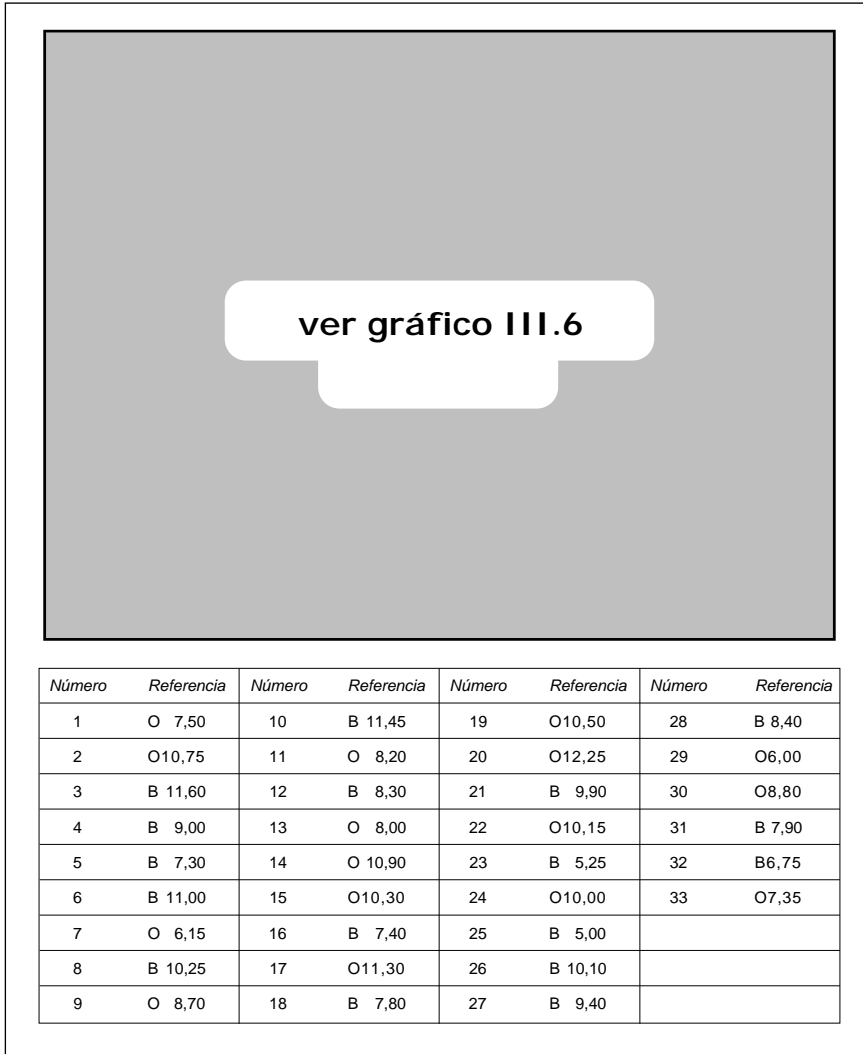 ver gráfico III.6
Número Referencia Número Referencia Número Referencia Número Referencia
1 O 7,50 10 B 11,45 19 O10,50 28 B 8,40
2 O10,75 11 O 8,20 20 O12,25 29 O6,00
3 B 11,60 12 B 8,30 21 B 9,90 30 O8,80
4 B 9,00 13 O 8,00 22 O10,15 31 B 7,90
5 B 7,30 14 O 10,90 23 B 5,25 32 B6,75
6 B 11,00 15 O10,30 24 O10,00 33 O7,35
7 O 6,15 16 B 7,40 25 B 5,00
8 B 10,25 17 O11,30 26 B 10,10
9 O 8,70 18 B 7,80 27 B 9,40